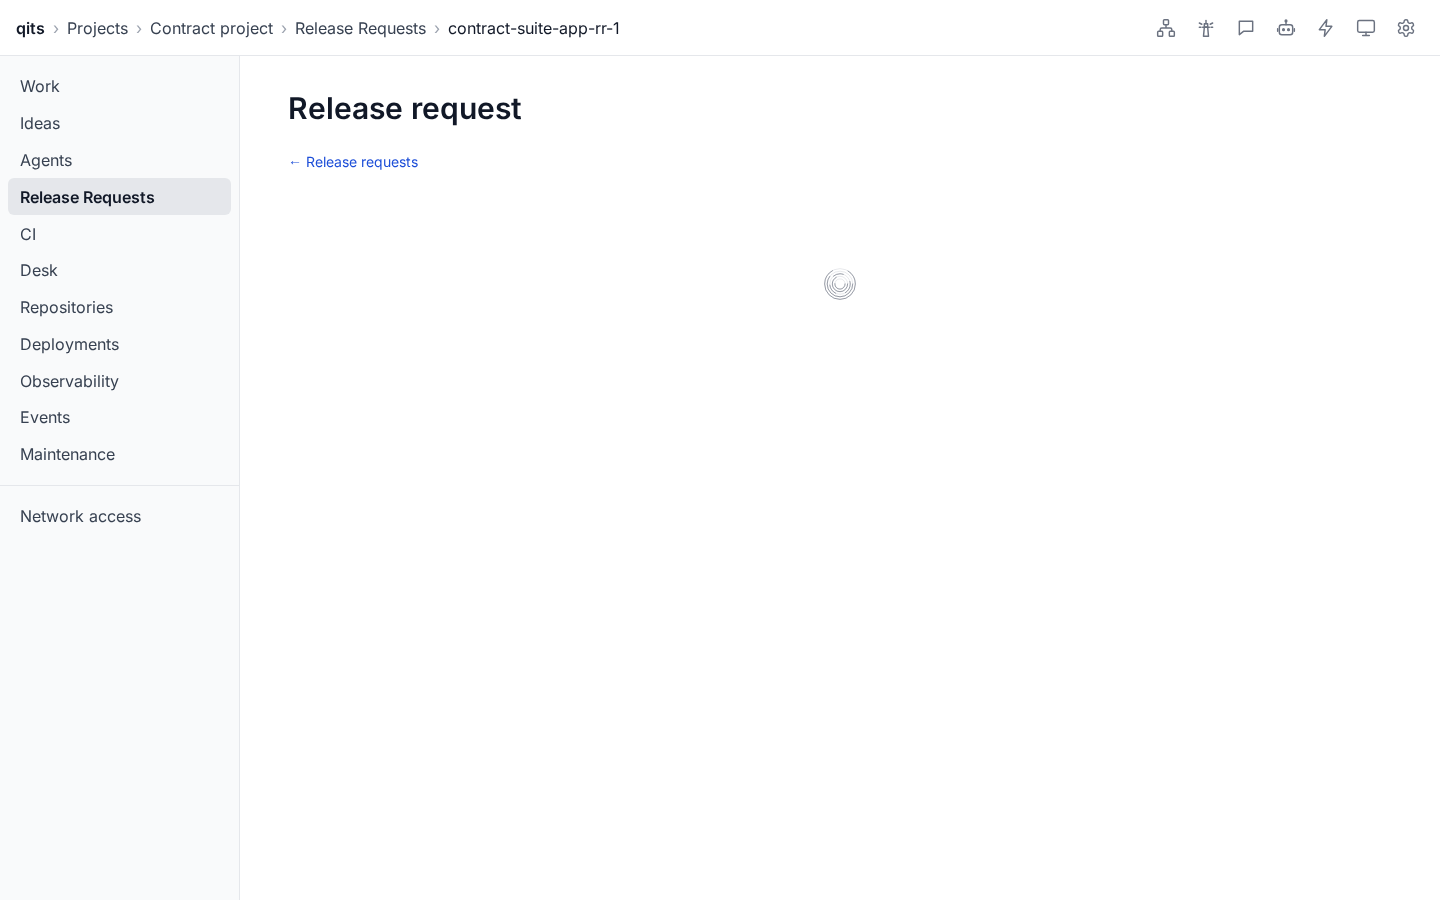 qits › Projects › Contract project › Release Requests › contract-suite-app-rr-1
Work
Ideas
Agents
Release Requests
CI
Desk
Repositories
Deployments
Observability
Events
Maintenance
Network access
Release request
← Release requests